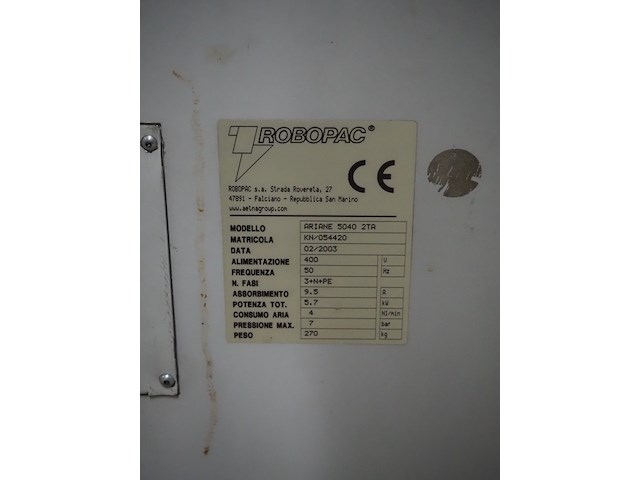 ROBOPAC®
CE
ROBOPAC s.a. Strada Rovereta, 27
47891 - Falciano - Repubblica San Marino
www.aetnagroup.com
MODELLO ARIANE 5040 2TA
MATRICOLA KN/054420
DATA 02/2003
ALIMENTAZIONE 400 V
FREQUENZA 50 Hz
N. FASI 3+N+PE
ASSORBIMENTO 9.5 A
POTENZA TOT. 5.7 kW
CONSUMO ARIA 4 Nl/min
PRESSIONE MAX. 7 bar
PESO 270 kg